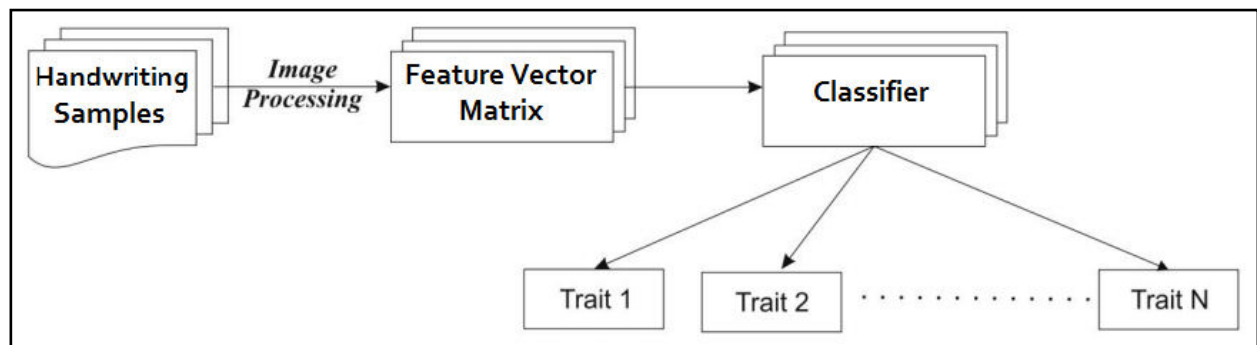 Handwriting
Samples
Image
Processing
Feature Vector
Matrix
Classifier
Trait 1
Trait 2
Trait N